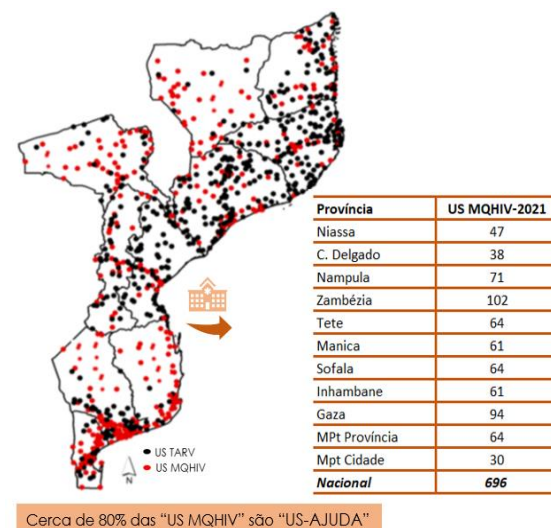 Província US MQHIV-2021
Niassa 47
C. Delgado 38
Nampula 71
Zambézia 102
Tete 64
Manica 61
Sofala 64
Inhambane 61
Gaza 94
MPt Província 64
Mpt Cidade 30
Nacional 696
US TARV
US MQHIV
N
Cerca de 80% das “US MQHIV” são “US-AJUDA”